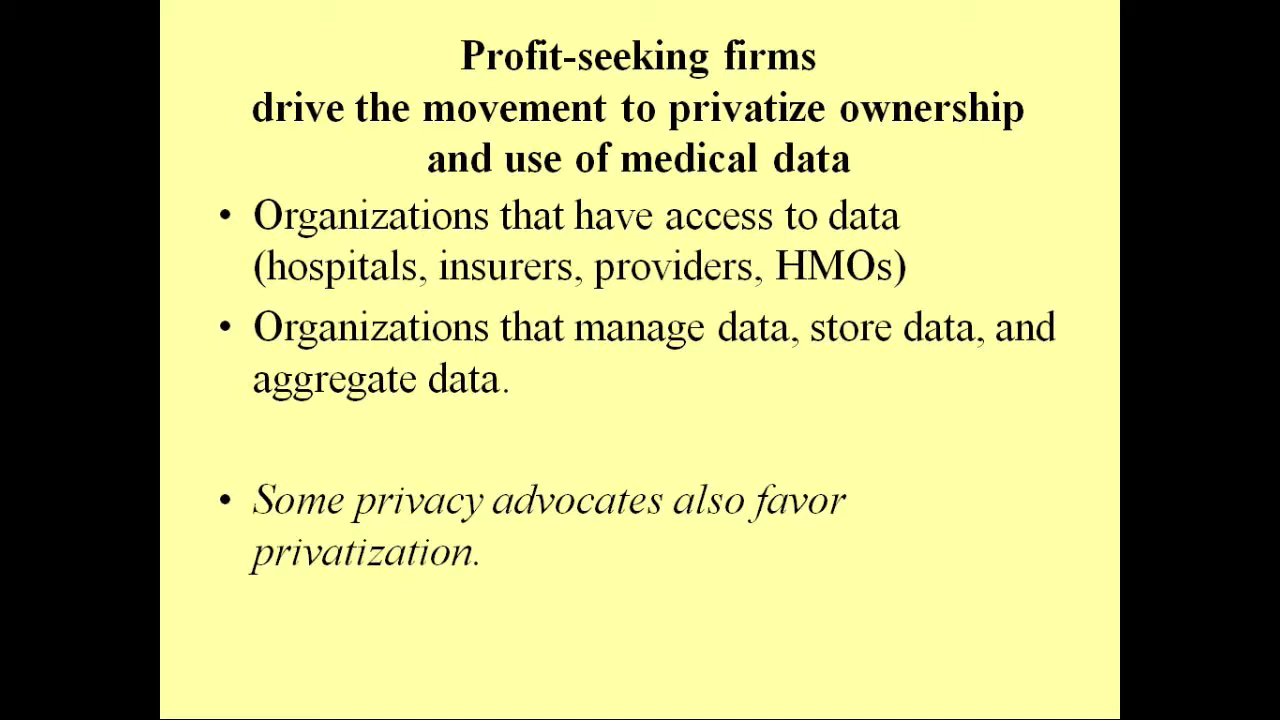 Profit-seeking firms
drive the movement to privatize ownership
and use of medical data
• Organizations that have access to data
(hospitals, insurers, providers, HMOs)
• Organizations that manage data, store data, and
aggregate data.
• Some privacy advocates also favor
privatization.